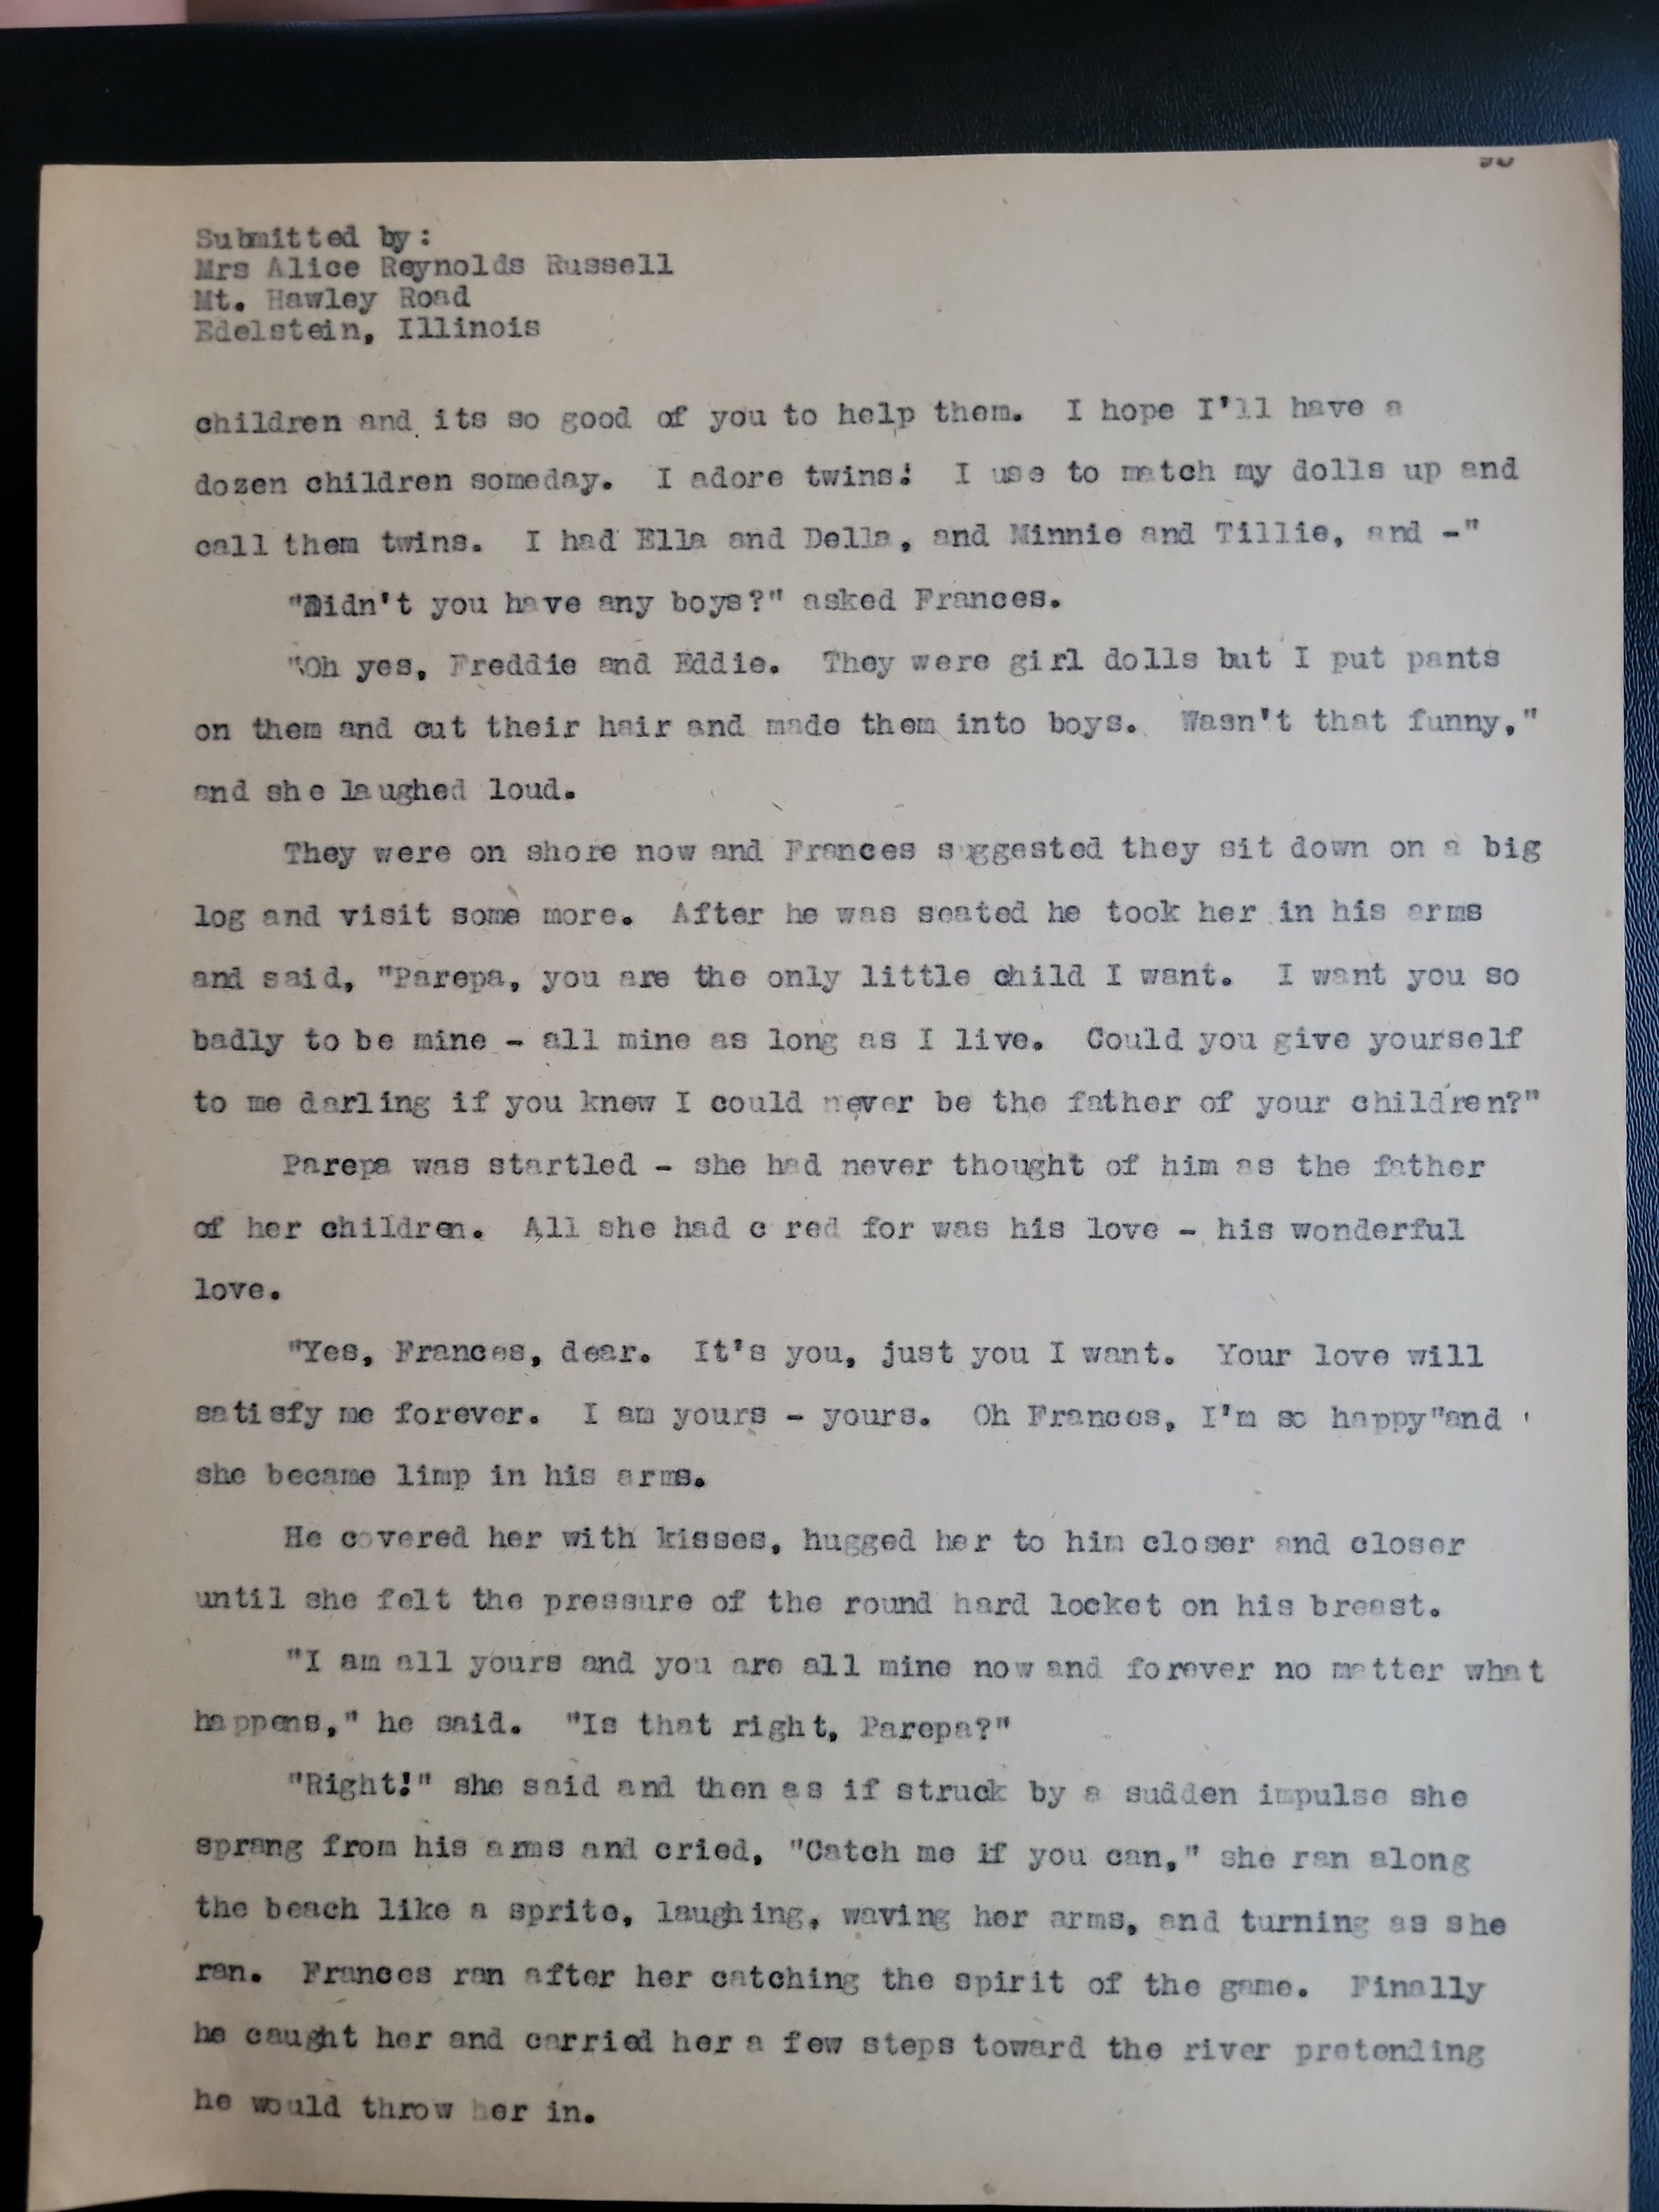 Submitted by:
Mrs Alice Reynolds Russell
Mt. Hawley Road
Edelstein, Illinois
children and its so good of you to help them. I hope I'll have a
dozen children someday. I adore twins! I use to match my dolls up and
call them twins. I had Ella and Della, and Minnie and Tillie, and -"
"Didn't you have any boys?" asked Frances.
"Oh yes, Freddie and Eddie. They were girl dolls but I put pants
on them and cut their hair and made them into boys. Wasn't that funny,"
and she laughed loud.
They were on shore now and Frances suggested they sit down on a big
log and visit some more. After he was seated he took her in his arms
and said, "Parepa, you are the only little child I want. I want you so
badly to be mine - all mine as long as I live. Could you give yourself
to me darling if you knew I could never be the father of your children?"
Parepa was startled - she had never thought of him as the father
of her children. All she had c red for was his love - his wonderful
love.
"Yes, Frances, dear. It's you, just you I want. Your love will
satisfy me forever. I am yours - yours. Oh Frances, I'm so happy"and
she became limp in his arms.
He covered her with kisses, hugged her to him closer and closer
until she felt the pressure of the round hard locket on his breast.
"I am all yours and you are all mine now and forever no matter what
happens," he said. "Is that right, Parepa?"
"Right!" she said and then as if struck by a sudden impulse she
sprang from his arms and cried, "Catch me if you can," she ran along
the beach like a sprite, laughing, waving her arms, and turning as she
ran. Frances ran after her catching the spirit of the game. Finally
he caught her and carried her a few steps toward the river pretending
he would throw her in.